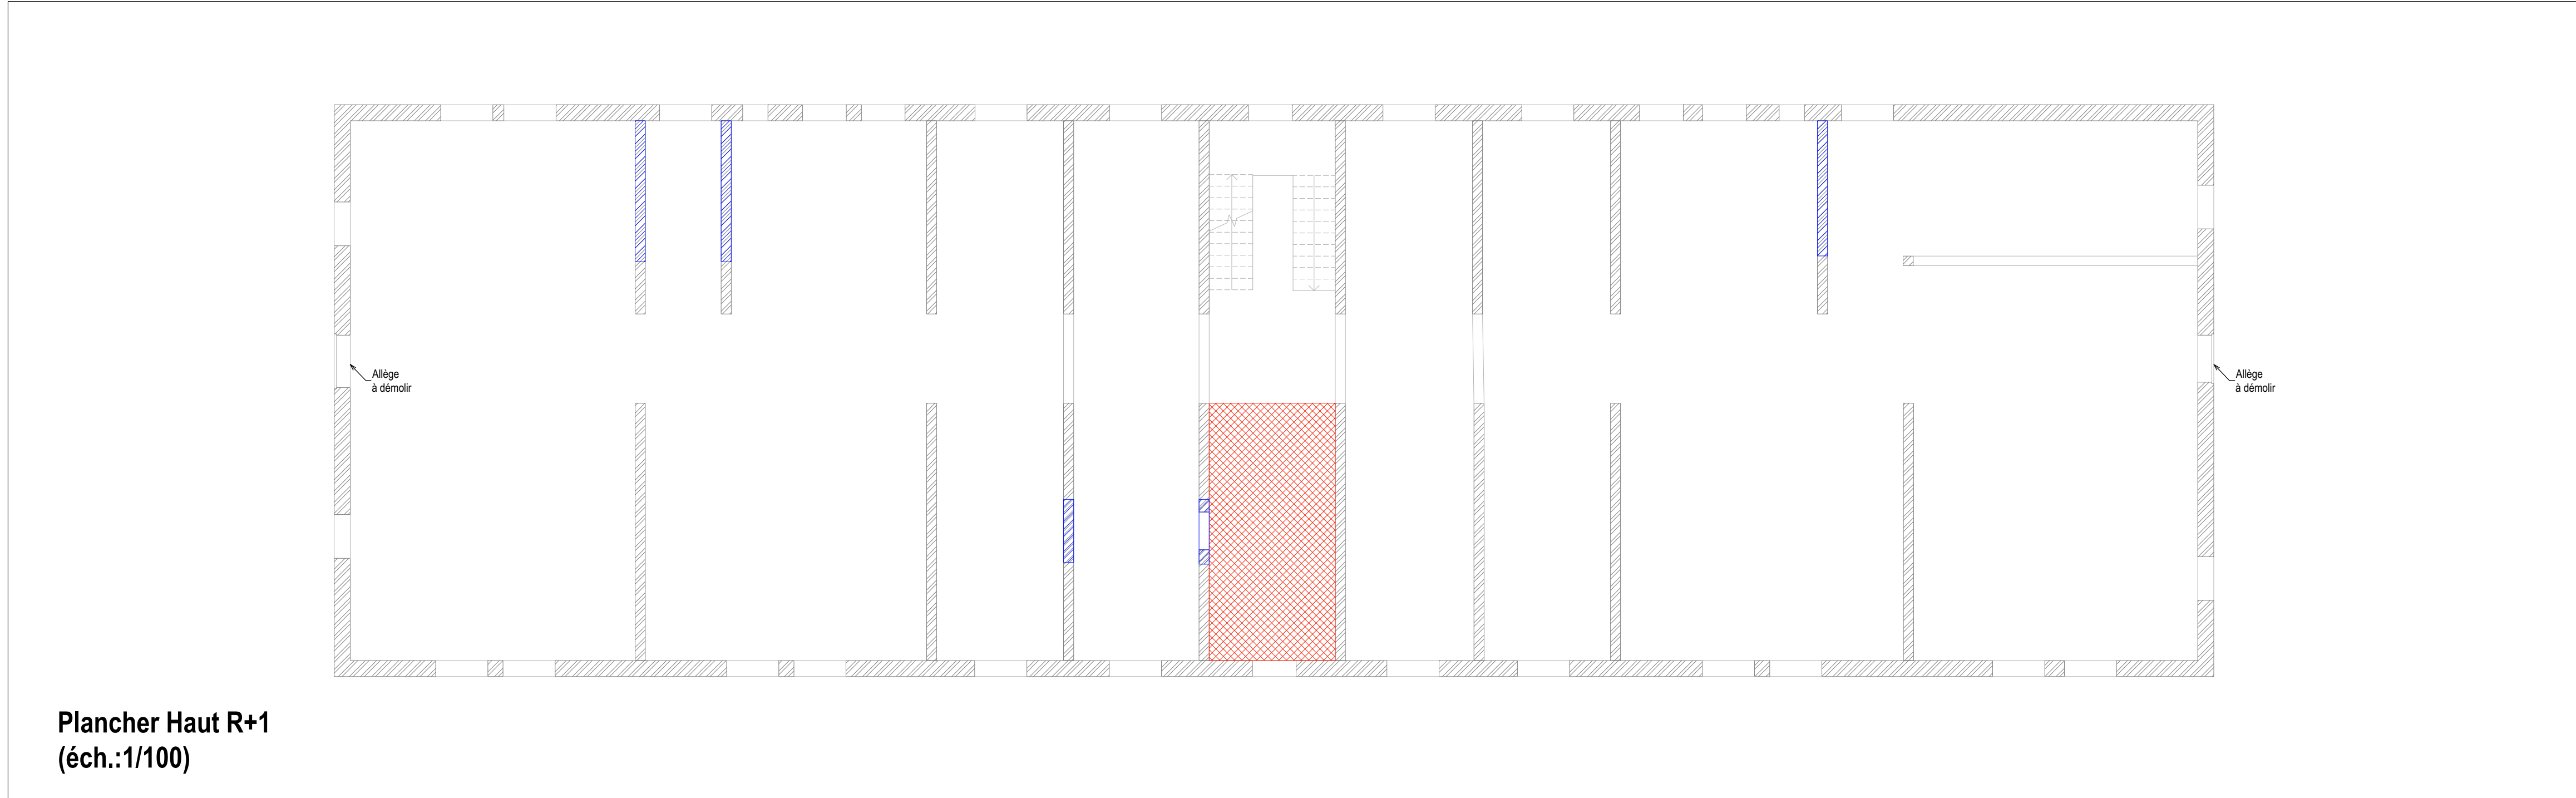 Allège
à démolir
Allège
à démolir
Plancher Haut R+1
(éch.:1/100)